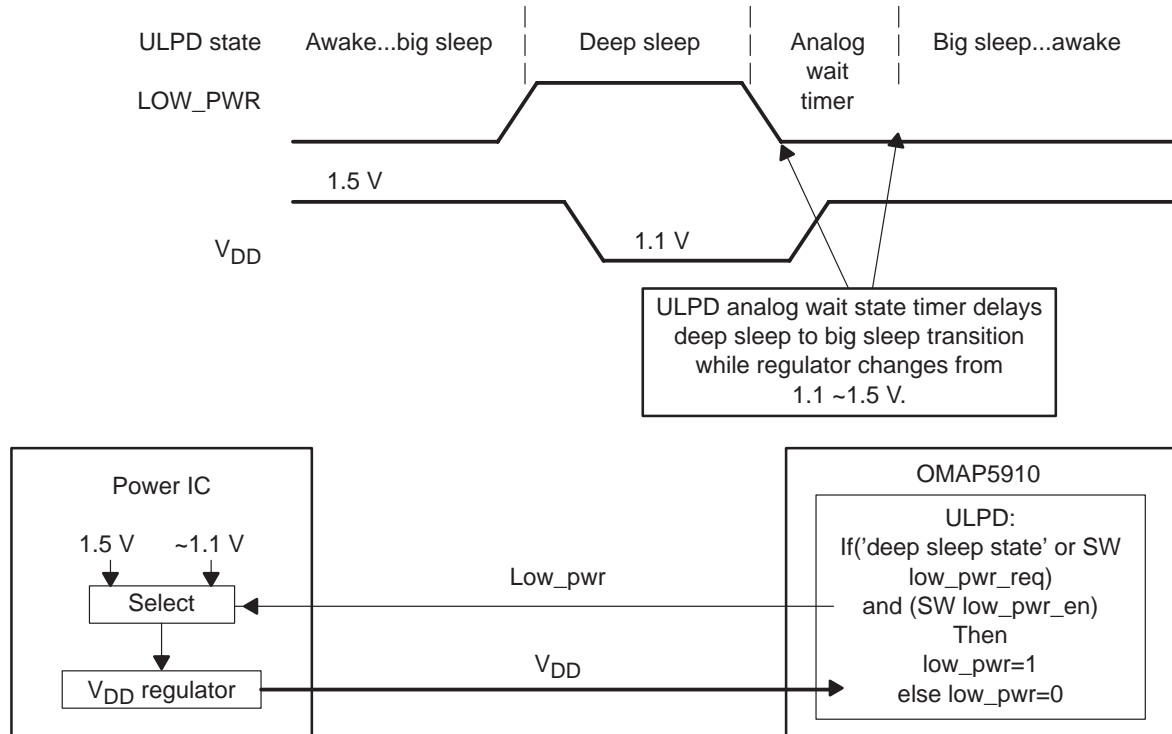 ULPD state
Awake...big sleep
Deep sleep
Analog
wait
timer
Big sleep...awake
LOW_PWR
1.5 V
VDD
1.1 V
ULPD analog wait state timer delays
deep sleep to big sleep transition
while regulator changes from
1.1 ~1.5 V.
Power IC
1.5 V
~1.1 V
Select
VDD regulator
Low_pwr
VDD
OMAP5910
ULPD:
If('deep sleep state' or SW
low_pwr_req)
and (SW low_pwr_en)
Then
low_pwr=1
else low_pwr=0